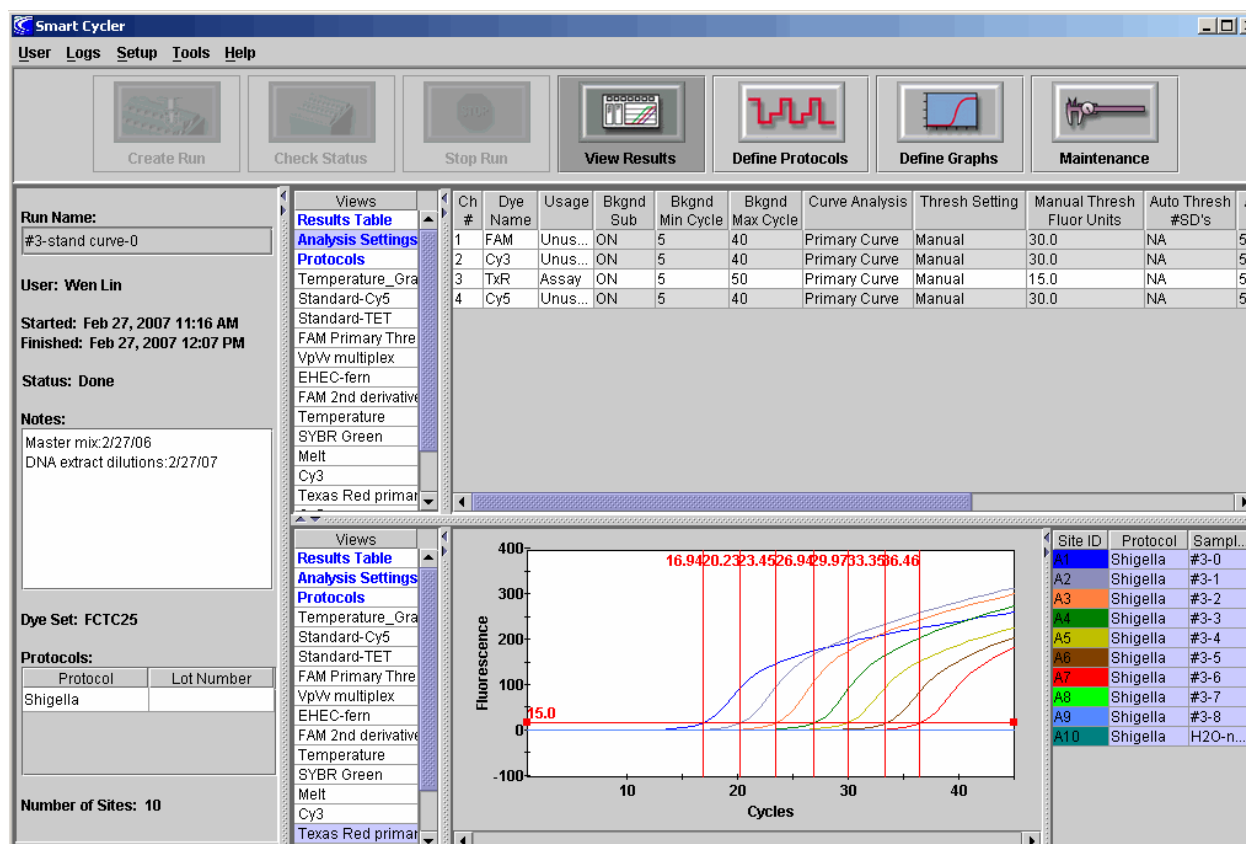 Smart Cycler
User Logs Setup Tools Help
Create Run Check Status Stop Run View Results Define Protocols Define Graphs Maintenance
Run Name:
#3-stand curve-0
User: Wen Lin
Started: Feb 27, 2007 11:16 AM
Finished: Feb 27, 2007 12:07 PM
Status: Done
Notes:
Master mix:2/27/06
DNA extract dilutions:2/27/07
Dye Set: FCTC25
Protocols:
Protocol Lot Number
Shigella
Number of Sites: 10
Views
Results Table
Analysis Settings
Protocols
Temperature_Gra
Standard-Cy5
Standard-TET
FAM Primary Thre
VpVv multiplex
EHEC-fern
FAM 2nd derivative
Temperature
SYBR Green
Melt
Cy3
Texas Red primar
Ch # Dye Name Usage Bkgnd Sub Bkgnd Min Cycle Bkgnd Max Cycle Curve Analysis Thresh Setting Manual Thresh Fluor Units Auto Thresh #SD's
1 FAM Unus... ON 5 40 Primary Curve Manual 30.0 NA 5
2 Cy3 Unus... ON 5 40 Primary Curve Manual 30.0 NA 5
3 TxR Assay ON 5 50 Primary Curve Manual 15.0 NA 5
4 Cy5 Unus... ON 5 40 Primary Curve Manual 30.0 NA 5
Views
Results Table
Analysis Settings
Protocols
Temperature_Gra
Standard-Cy5
Standard-TET
FAM Primary Thre
VpVv multiplex
EHEC-fern
FAM 2nd derivative
Temperature
SYBR Green
Melt
Cy3
Texas Red primar
Fluorescence
400
300
200
100
0
-100
16.94 20.23 23.45 26.94 29.97 33.35 36.46
15.0
10 20 30 40
Cycles
Site ID Protocol Sampl...
A1 Shigella #3-0
A2 Shigella #3-1
A3 Shigella #3-2
A4 Shigella #3-3
A5 Shigella #3-4
A6 Shigella #3-5
A7 Shigella #3-6
A8 Shigella #3-7
A9 Shigella #3-8
A10 Shigella H2O-n...